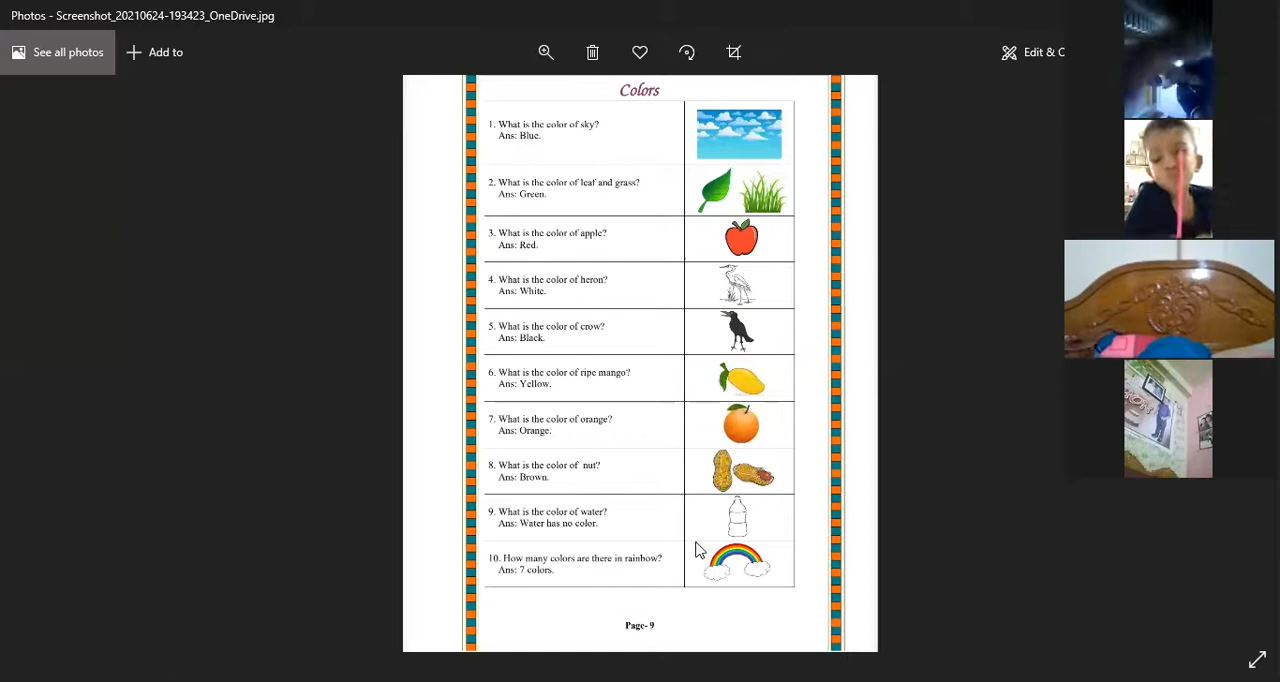 Photos - Screenshot_20210624-193423_OneDrive.jpg
See all photos
Add to
Edit & C
Colors
1. What is the color of sky?
Ans: Blue.
2. What is the color of leaf and grass?
Ans: Green.
3. What is the color of apple?
Ans: Red.
4. What is the color of heron?
Ans: White.
5. What is the color of crow?
Ans: Black.
6. What is the color of ripe mango?
Ans: Yellow.
7. What is the color of orange?
Ans: Orange.
8. What is the color of nut?
Ans: Brown.
9. What is the color of water?
Ans: Water has no color.
10. How many colors are there in rainbow?
Ans: 7 colors.
Page- 9